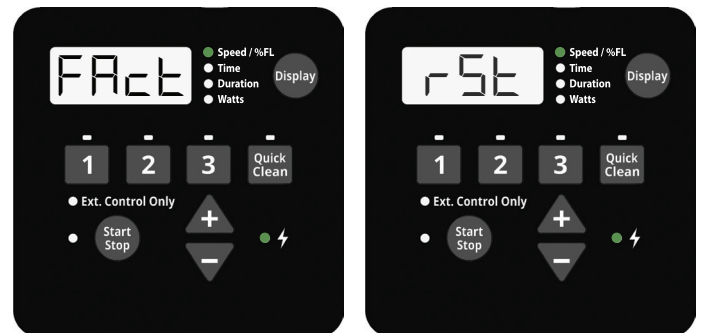 FAct
Speed / %FL
Time
Duration
Watts
Display
1 2 3 Quick Clean
Ext. Control Only
Start Stop
+
−
rSt
Speed / %FL
Time
Duration
Watts
Display
1 2 3 Quick Clean
Ext. Control Only
Start Stop
+
−